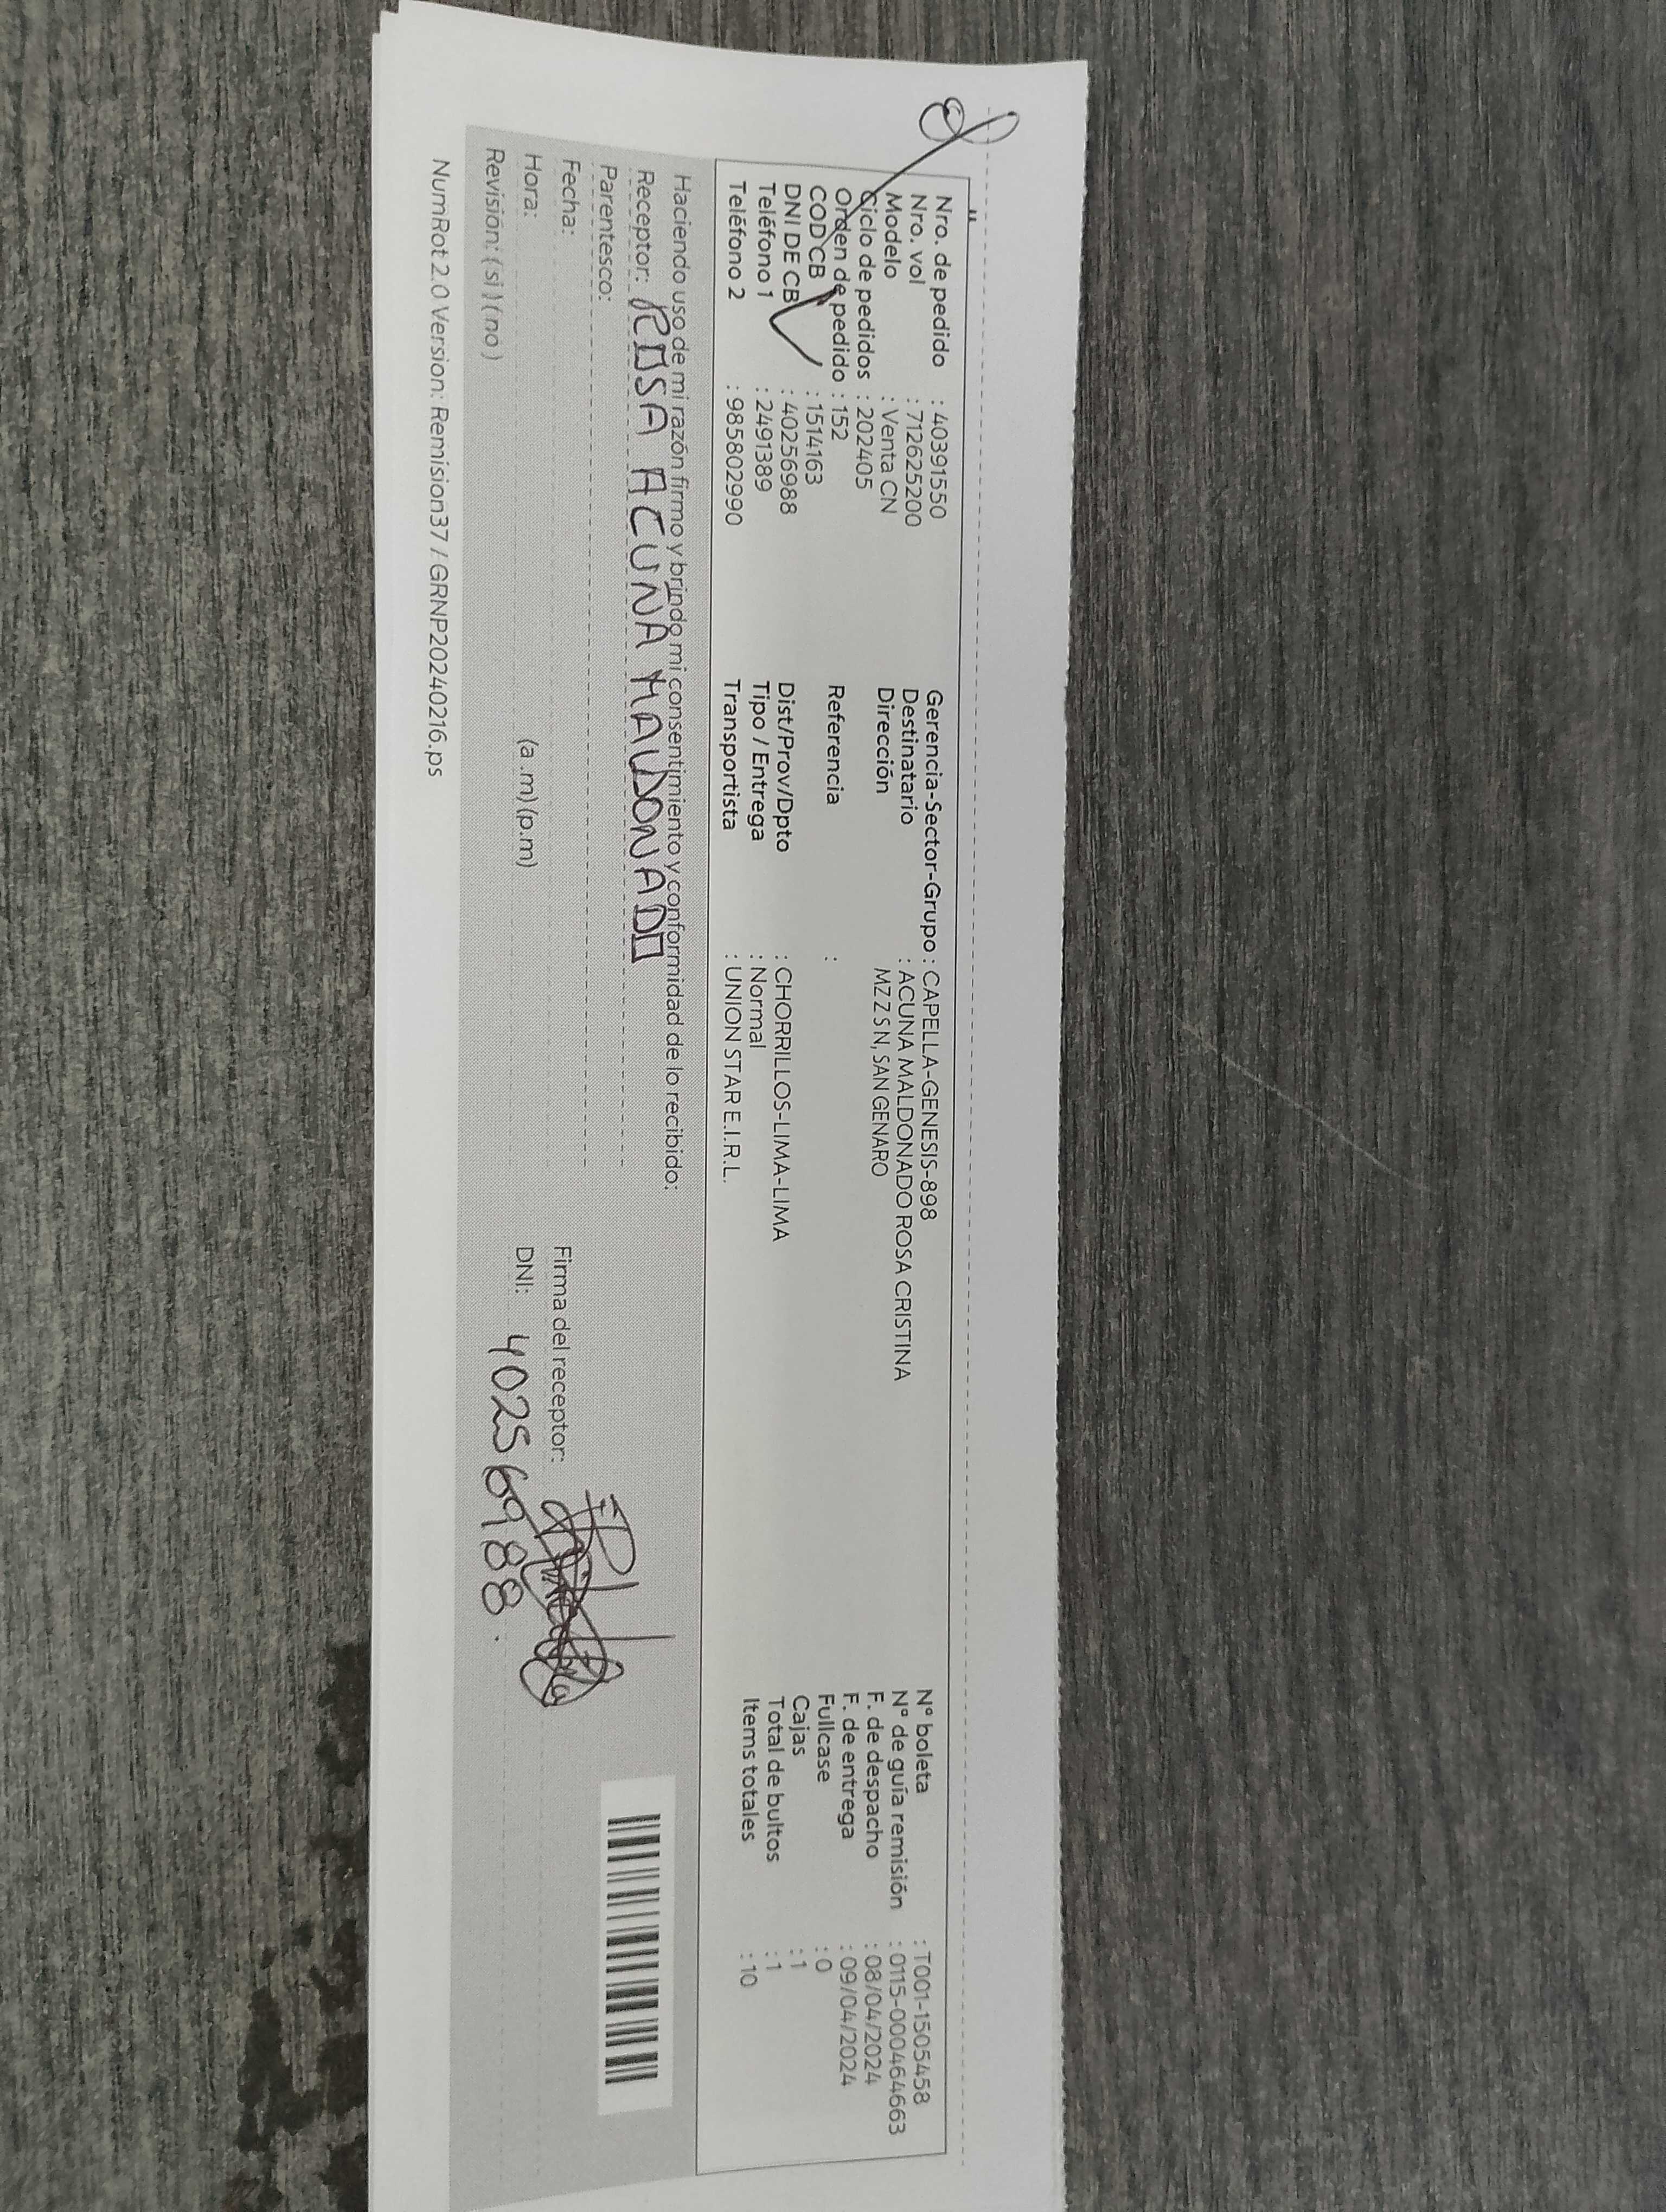 Nro. de pedido : 40391550
Nro. vol : 712625200
Modelo : Venta CN
Ciclo de pedidos : 202405
Orden de pedido : 152
COD CB : 1514163
DNI DE CB : 40256988
Teléfono 1 : 2491389
Teléfono 2 : 985802990
Gerencia-Sector-Grupo : CAPELLA-GENESIS-898
Destinatario : ACUNA MALDONADO ROSA CRISTINA
Dirección MZ Z S N, SAN GENARO
Referencia :
Dist/Prov/Dpto : CHORRILLOS-LIMA-LIMA
Tipo / Entrega : Normal
Transportista : UNION STAR E.I.R.L.
N° boleta : T001-1505458
N° de guía remisión : 0115-000464663
F. de despacho : 08/04/2024
F. de entrega : 09/04/2024
Fullcase : 0
Cajas : 1
Total de bultos : 1
Items totales : 10
Haciendo uso de mi razón firmo y brindo mi consentimiento y conformidad de lo recibido:
Receptor: ROSA ACUNA MALDONADO
Parentesco:
Fecha:
Hora: (a .m) (p.m)
Revisión: ( si ) ( no )
Firma del receptor:
DNI: 40256988.
NumRot 2.0 Version: Remision37 / GRNP20240216.ps